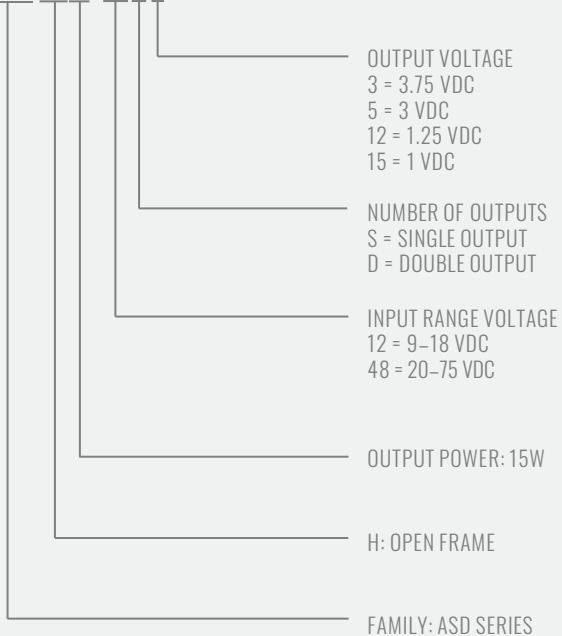 OUTPUT VOLTAGE
3 = 3.75 VDC
5 = 3 VDC
12 = 1.25 VDC
15 = 1 VDC
NUMBER OF OUTPUTS
S = SINGLE OUTPUT
D = DOUBLE OUTPUT
INPUT RANGE VOLTAGE
12 = 9–18 VDC
48 = 20–75 VDC
OUTPUT POWER: 15W
H: OPEN FRAME
FAMILY: ASD SERIES